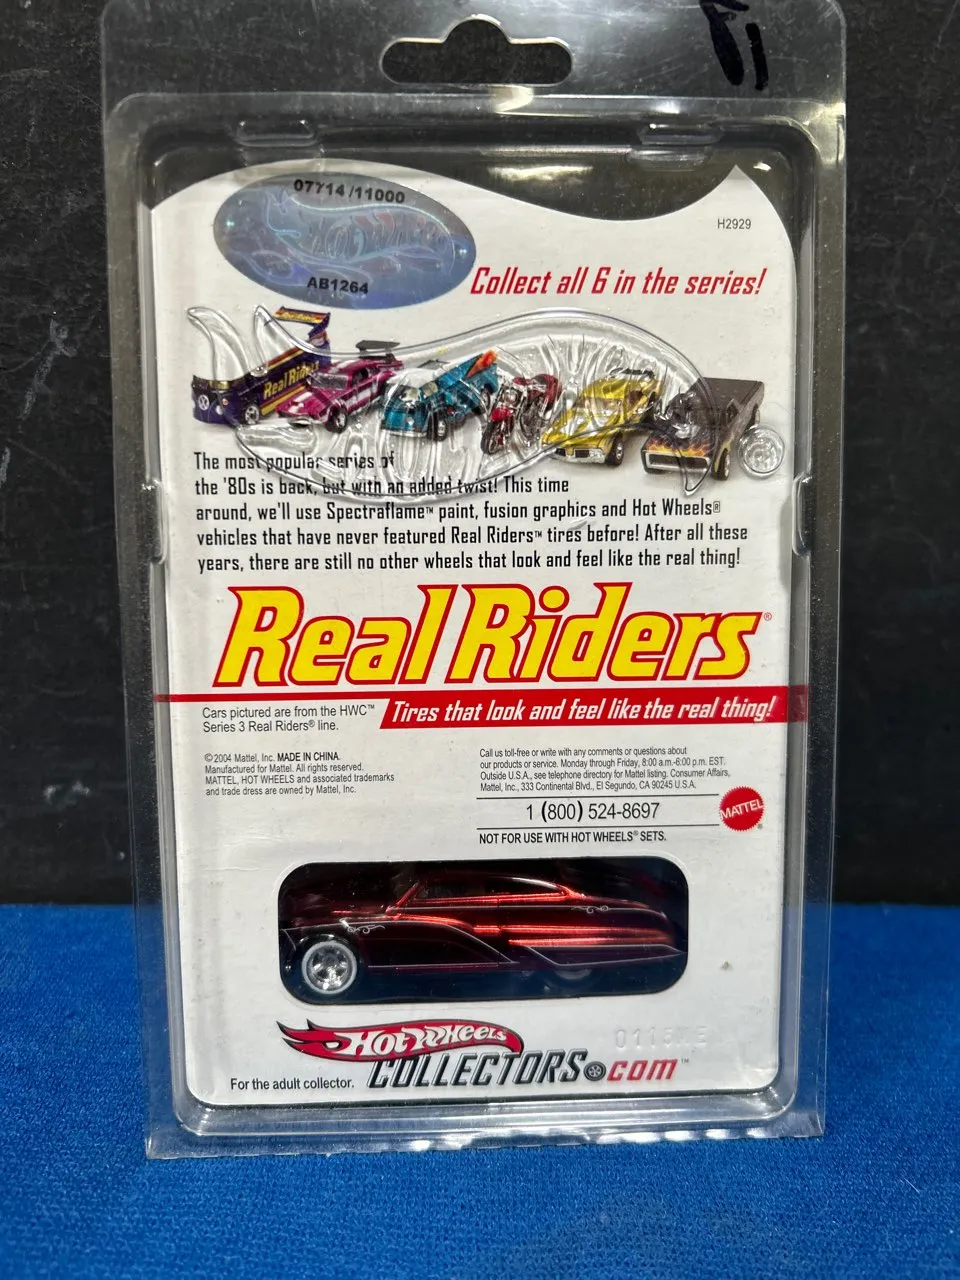 07714/11000
HOT WHEELS
AB1264
H2929
Collect all 6 in the series!
Real Riders
Real Riders
The most popular series of
the '80s is back, but with an added twist! This time
around, we'll use Spectraflame™ paint, fusion graphics and Hot Wheels®
vehicles that have never featured Real Riders™ tires before! After all these
years, there are still no other wheels that look and feel like the real thing!
Real Riders®
Cars pictured are from the HWC™
Series 3 Real Riders® line.
Tires that look and feel like the real thing!
©2004 Mattel, Inc. MADE IN CHINA.
Manufactured for Mattel. All rights reserved.
MATTEL, HOT WHEELS and associated trademarks
and trade dress are owned by Mattel, Inc.
Call us toll-free or write with any comments or questions about
our products or service. Monday through Friday, 8:00 a.m.-6:00 p.m. EST.
Outside U.S.A., see telephone directory for Mattel listing. Consumer Affairs,
Mattel, Inc., 333 Continental Blvd., El Segundo, CA 90245 U.S.A.
1 (800) 524-8697
MATTEL®
NOT FOR USE WITH HOT WHEELS® SETS.
For the adult collector.
Hot Wheels
COLLECTORS.com™